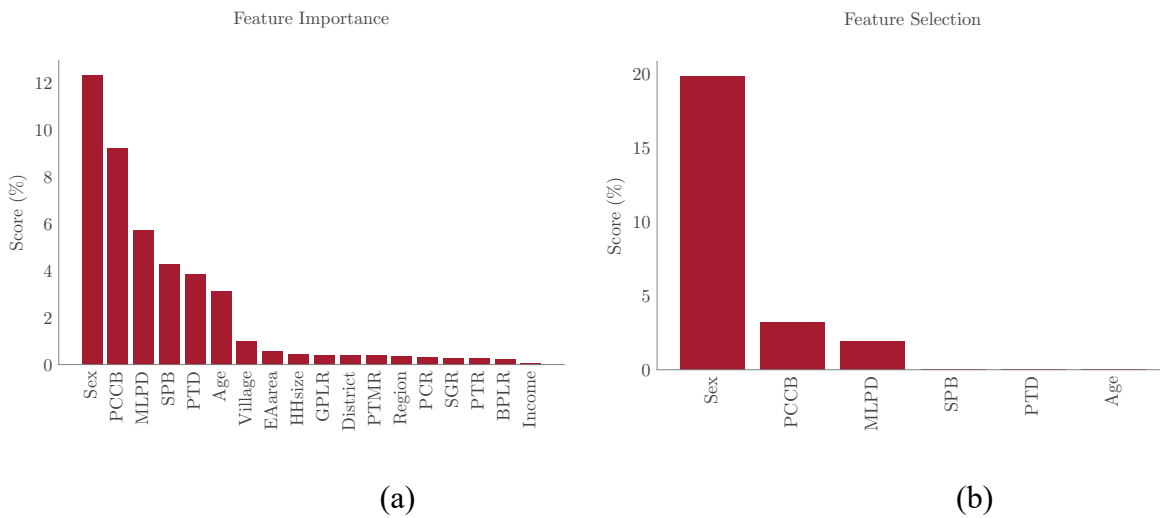 Feature Importance
Score (%)
12
10
8
6
4
2
0
Sex
PCCB
MLPD
SPB
PTD
Age
Village
EAarea
HHsize
GPLR
District
PTMR
Region
PCR
SGR
PTR
BPLR
Income
(a)
Feature Selection
Score (%)
20
15
10
5
0
Sex
PCCB
MLPD
SPB
PTD
Age
(b)